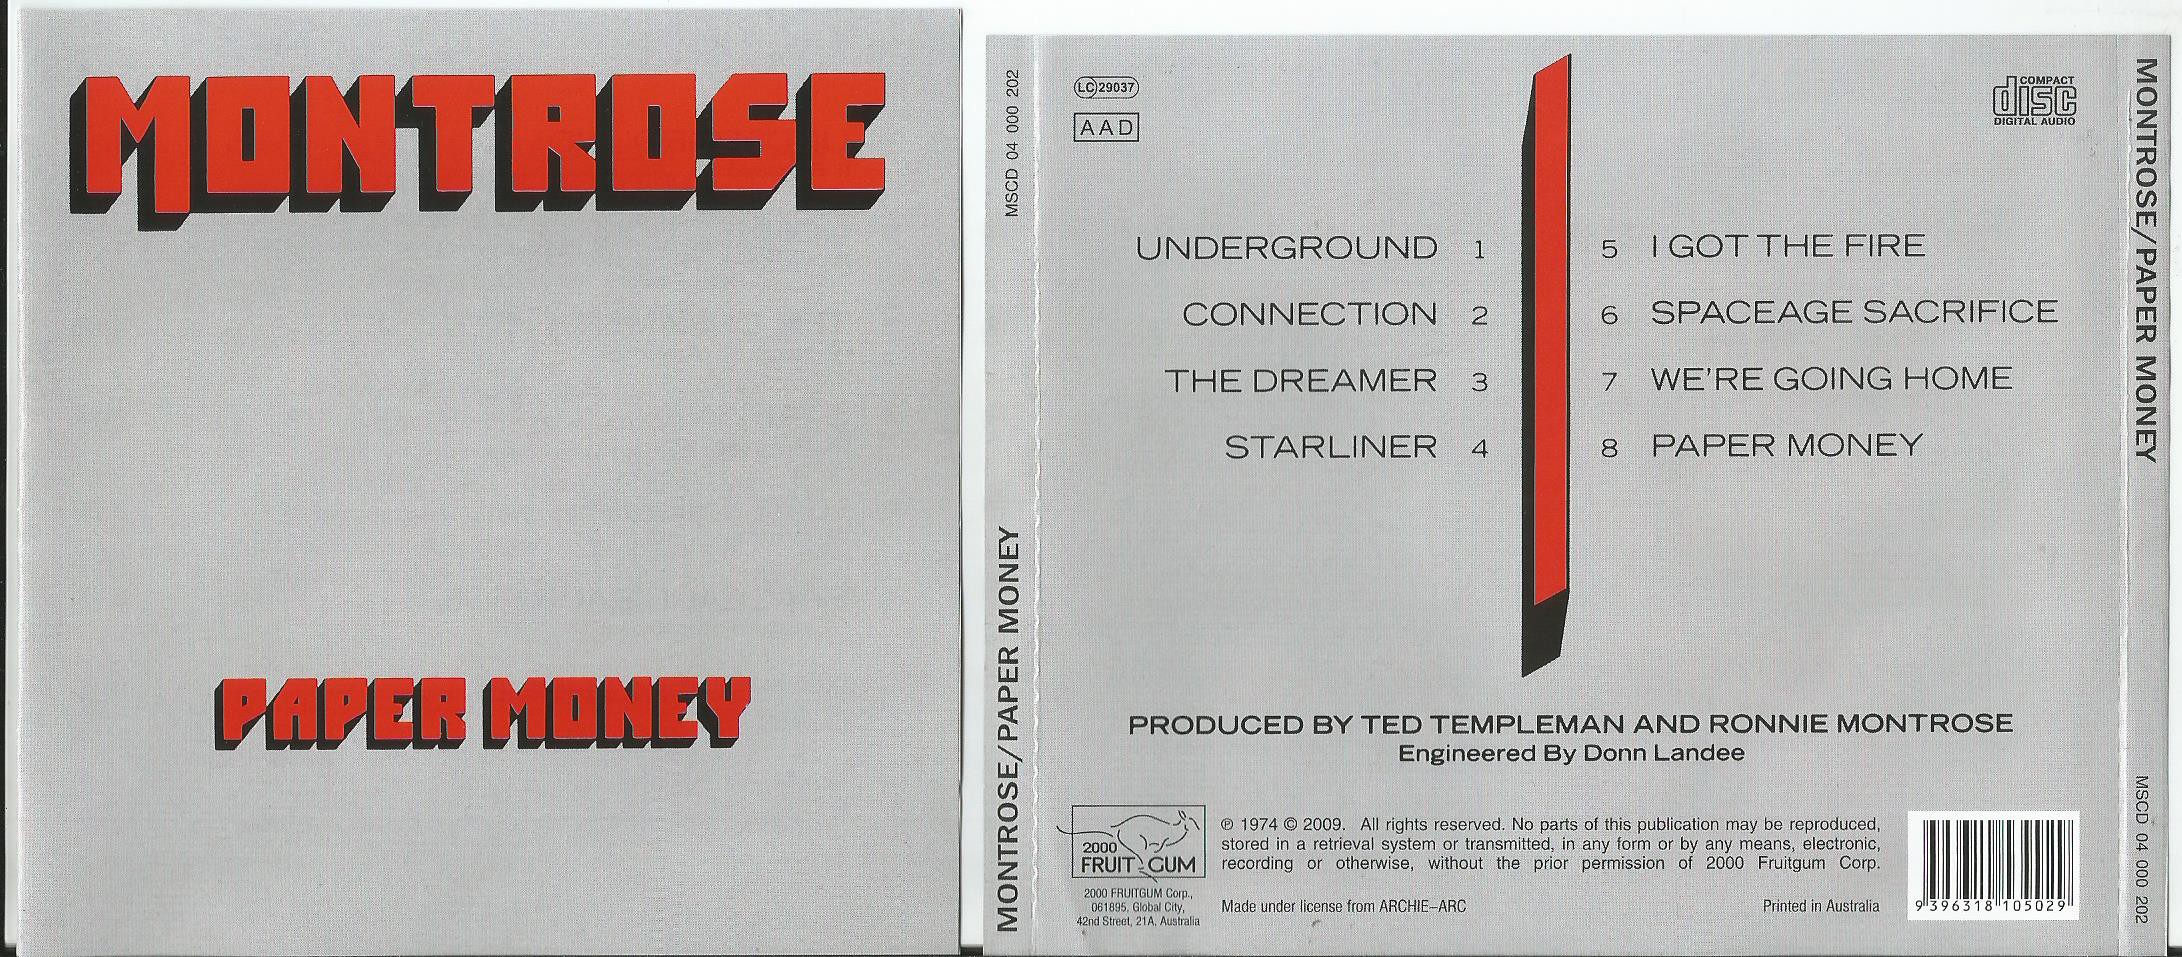 MONTROSE
PAPER MONEY
MSCD 04 000 202
MONTROSE/PAPER MONEY
LC 29037
AAD
COMPACT
disc
DIGITAL AUDIO
UNDERGROUND 1
CONNECTION 2
THE DREAMER 3
STARLINER 4
5 I GOT THE FIRE
6 SPACEAGE SACRIFICE
7 WE'RE GOING HOME
8 PAPER MONEY
PRODUCED BY TED TEMPLEMAN AND RONNIE MONTROSE
Engineered By Donn Landee
2000
FRUIT GUM
2000 FRUITGUM Corp.,
061895, Global City,
42nd Street, 21A, Australia
℗ 1974 © 2009. All rights reserved. No parts of this publication may be reproduced,
stored in a retrieval system or transmitted, in any form or by any means, electronic,
recording or otherwise, without the prior permission of 2000 Fruitgum Corp.
Made under license from ARCHIE–ARC
Printed in Australia
9 396318 105029
MONTROSE/PAPER MONEY
MSCD 04 000 202